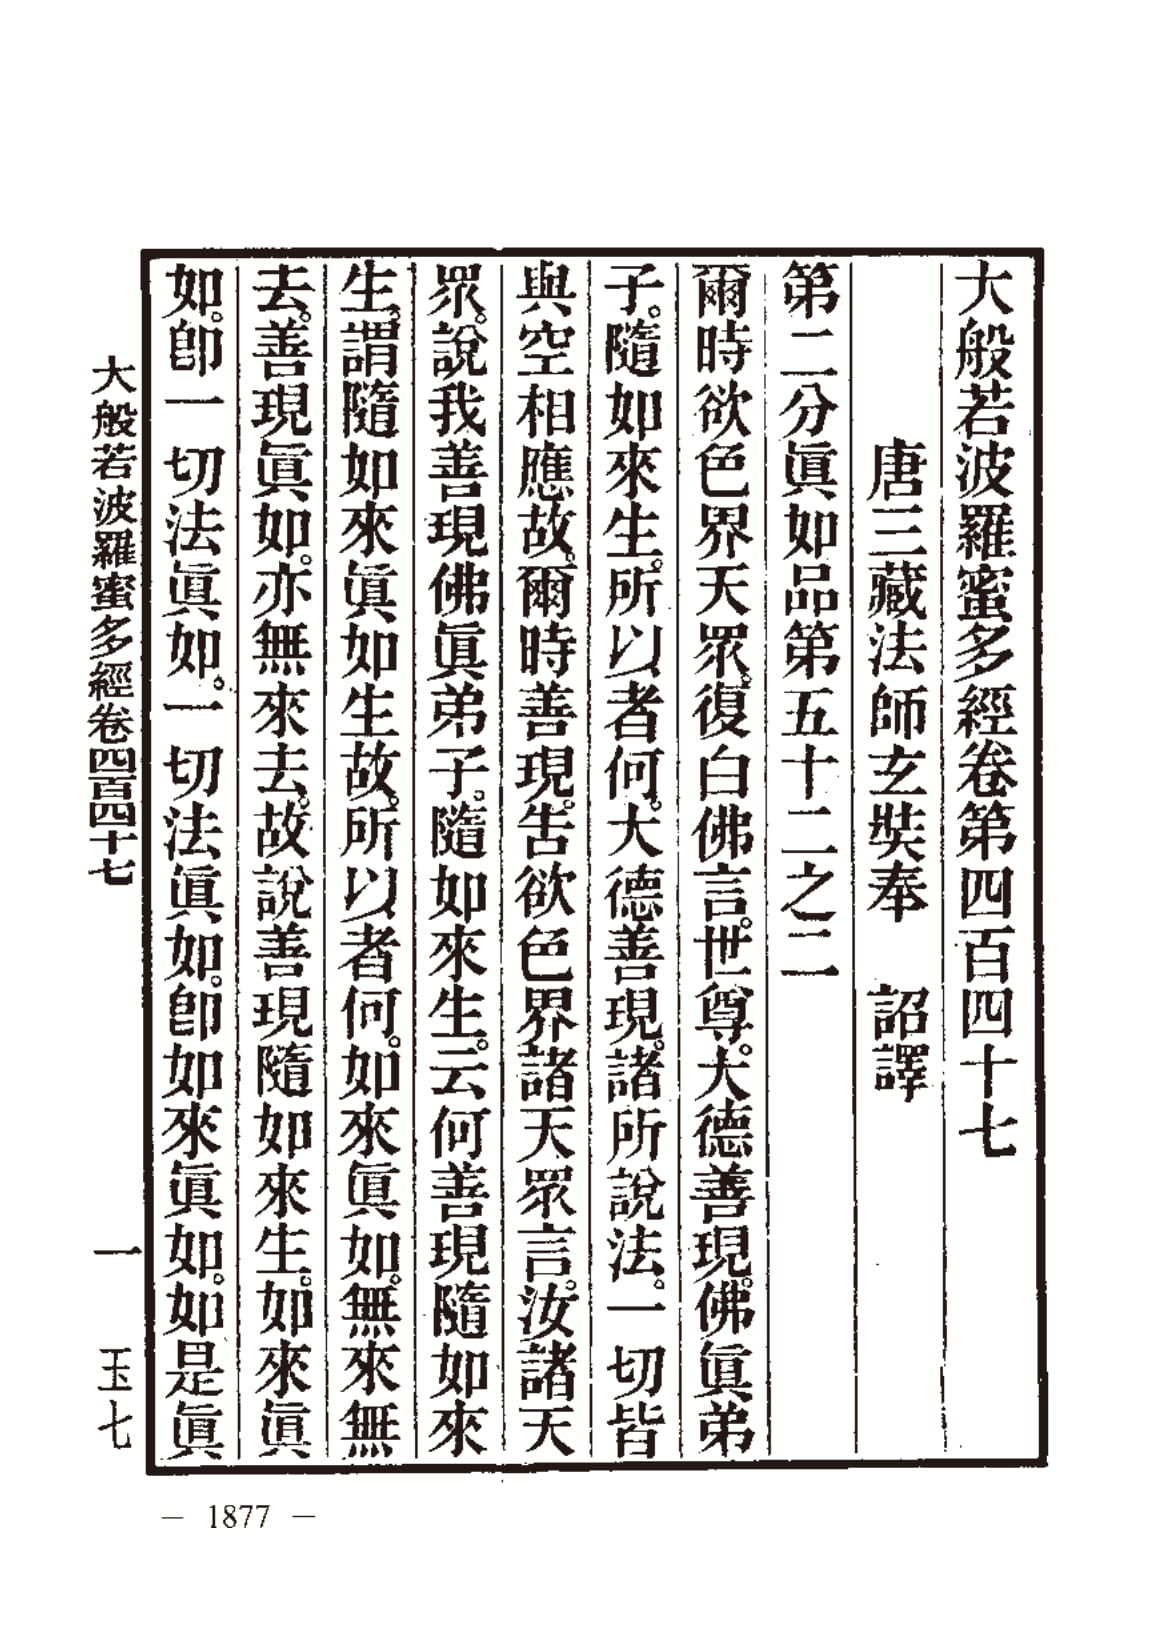 大般若波羅蜜多經卷第四百四十七
唐三藏法師玄奘奉　詔譯
第二分眞如品第五十二之二
爾時欲色界天眾。復白佛言。世尊。大德善現。佛眞弟
子。隨如來生。所以者何。大德善現。諸所說法。一切皆
與空相應故。爾時善現。告欲色界諸天眾言。汝諸天
眾。說我善現佛眞弟子。隨如來生。云何善現隨如來
生。謂隨如來眞如生故。所以者何。如來眞如。無來無
去。善現眞如。亦無來去。故說善現隨如來生。如來眞
如。卽一切法眞如。一切法眞如。卽如來眞如。如是眞
大般若波羅蜜多經卷四百四十七　一　玉七
— 1877 —